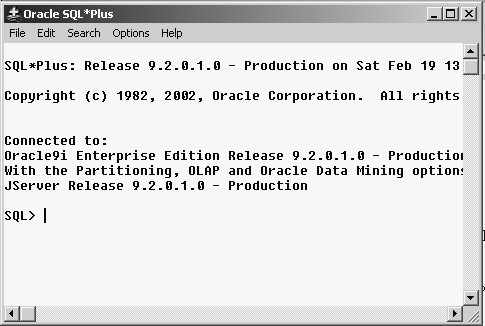 Oracle SQL*Plus
File Edit Search Options Help
SQL*Plus: Release 9.2.0.1.0 - Production on Sat Feb 19 13
Copyright (c) 1982, 2002, Oracle Corporation.  All rights
Connected to:
Oracle9i Enterprise Edition Release 9.2.0.1.0 - Production
With the Partitioning, OLAP and Oracle Data Mining options
JServer Release 9.2.0.1.0 - Production
SQL>